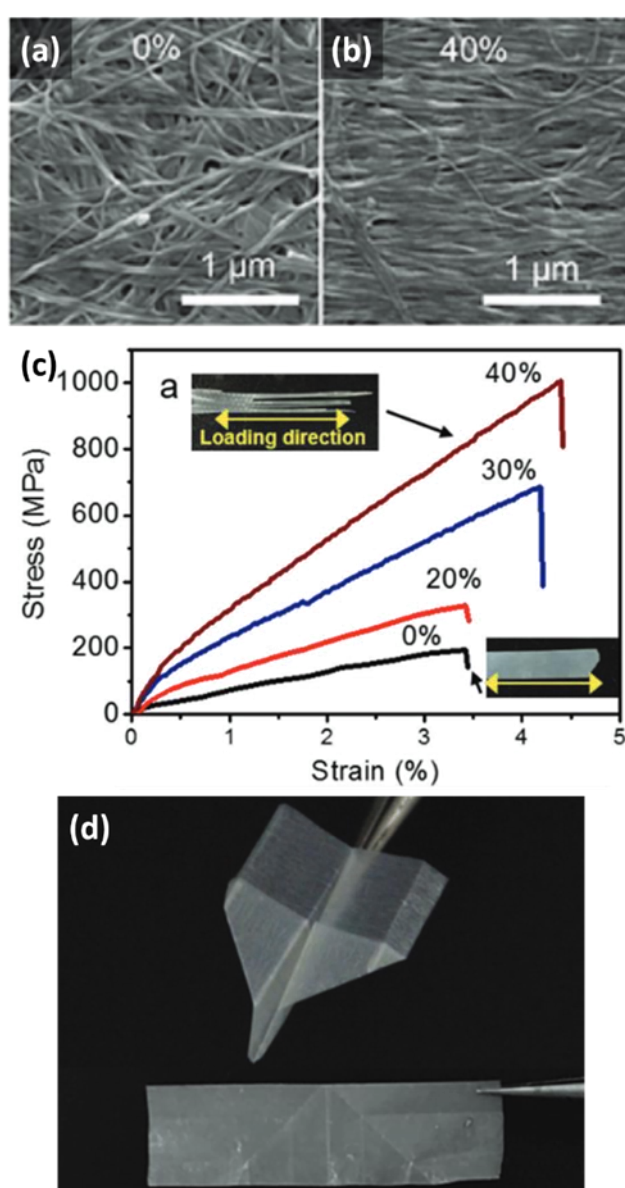 (a) 0% (b) 40%
1 µm 1 µm
(c)
a
Loading direction
40%
30%
20%
0%
1000
800
600
400
200
0
Stress (MPa)
0 1 2 3 4 5
Strain (%)
(d)